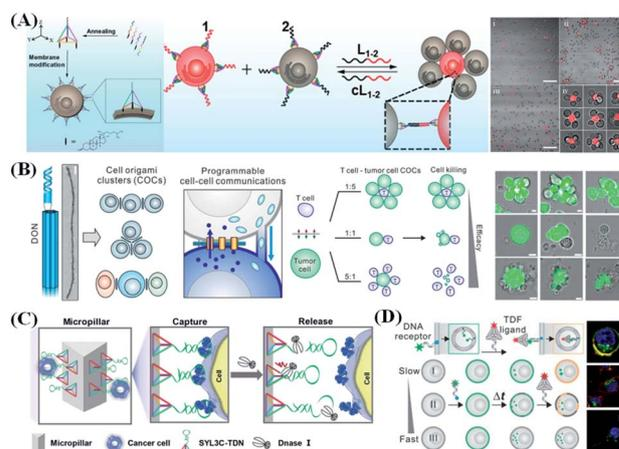 (A)
Annealing
Membrane
modification
I =
1
2
L1-2
cL1-2
I
II
III
IV
(B)
DON
Cell origami
clusters (COCs)
Programmable
cell-cell communications
T cell
Tumor
cell
T cell - tumor cell COCs
Cell killing
1:5
1:1
5:1
T
T
T
T
T
T
T
T
T
T
Efficacy
(C)
Micropillar
Capture
Release
Cell
Cell
Micropillar
Cancer cell
SYL3C-TDN
Dnase I
(D)
DNA
receptor
TDF
ligand
Slow
I
II
Δt
Fast
III